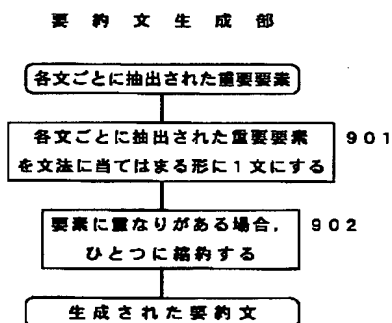 要約文生成部
各文ごとに抽出された重要要素
各文ごとに抽出された重要要素 901
を文法に当てはまる形に1文にする
要素に重なりがある場合, 902
ひとつに縮約する
生成された要約文